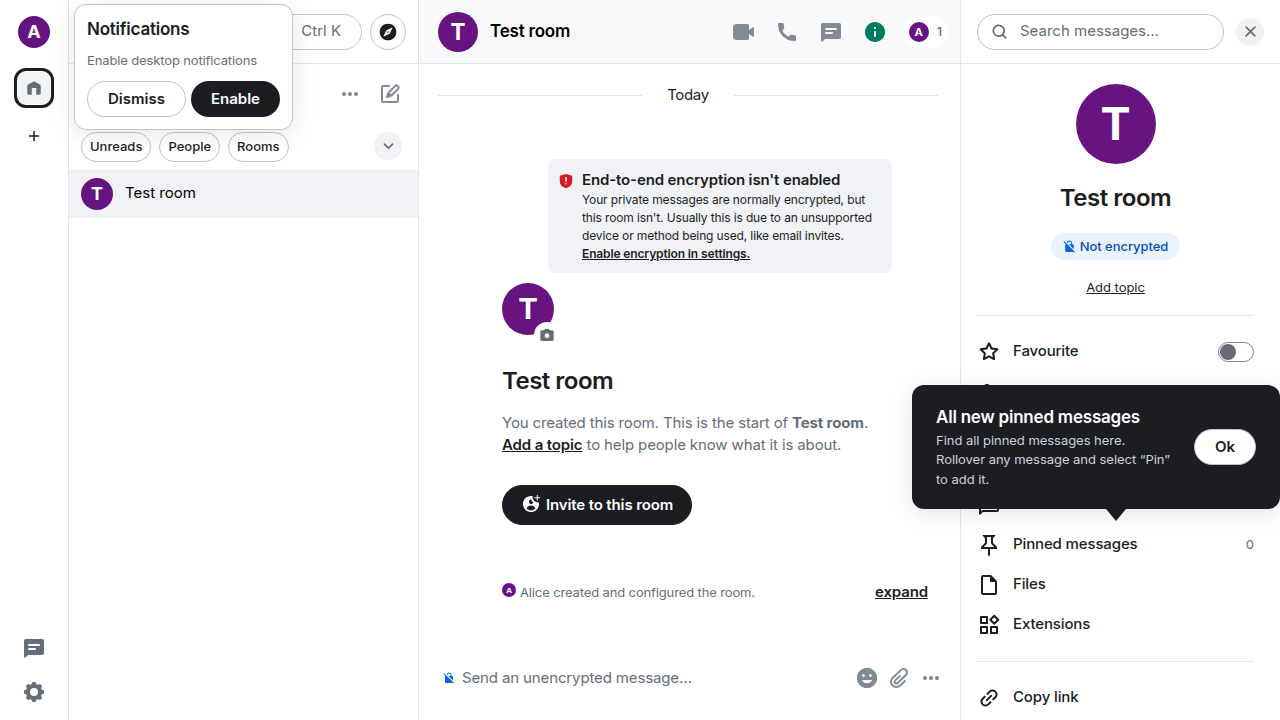 A
Notifications
Enable desktop notifications
Dismiss
Enable
Ctrl K
Unreads
People
Rooms
T
Test room
T
Test room
A
1
Today
End-to-end encryption isn't enabled
Your private messages are normally encrypted, but
this room isn't. Usually this is due to an unsupported
device or method being used, like email invites.
Enable encryption in settings.
T
Test room
You created this room. This is the start of Test room.
Add a topic to help people know what it is about.
Invite to this room
A Alice created and configured the room.
expand
Send an unencrypted message...
Search messages...
T
Test room
Not encrypted
Add topic
Favourite
All new pinned messages
Find all pinned messages here.
Rollover any message and select “Pin”
to add it.
Ok
Pinned messages
0
Files
Extensions
Copy link